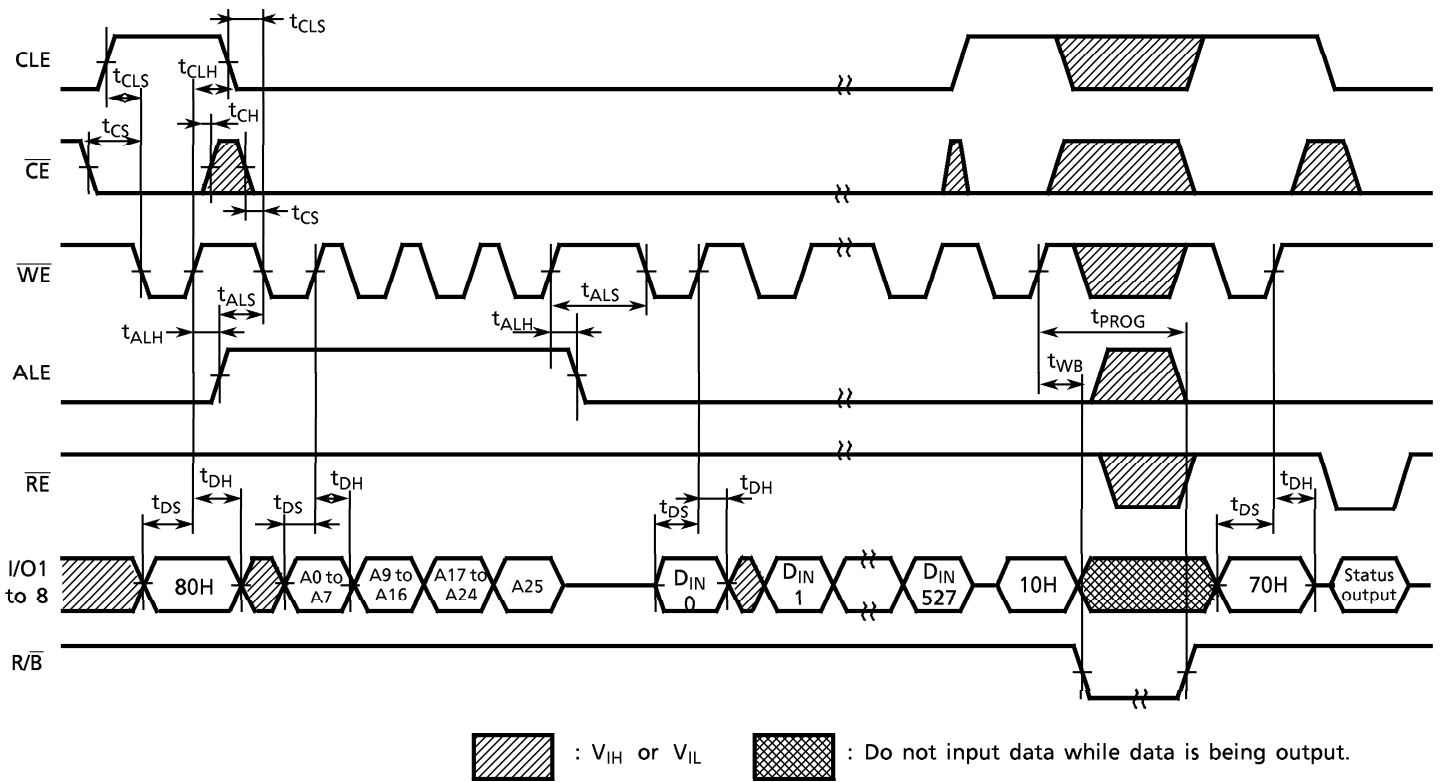 tCLS
CLE
tCLS
tCLH
tCH
tCS
CE
tCS
WE
tALS
tALS
tALH
tALH
tPROG
tWB
ALE
RE
tDH
tDH
tDH
tDH
tDS
tDS
tDS
tDS
I/O1
to 8
80H
A0 to
A7
A9 to
A16
A17 to
A24
A25
DIN
0
DIN
1
DIN
527
10H
70H
Status
output
R/B
: VIH or VIL
: Do not input data while data is being output.